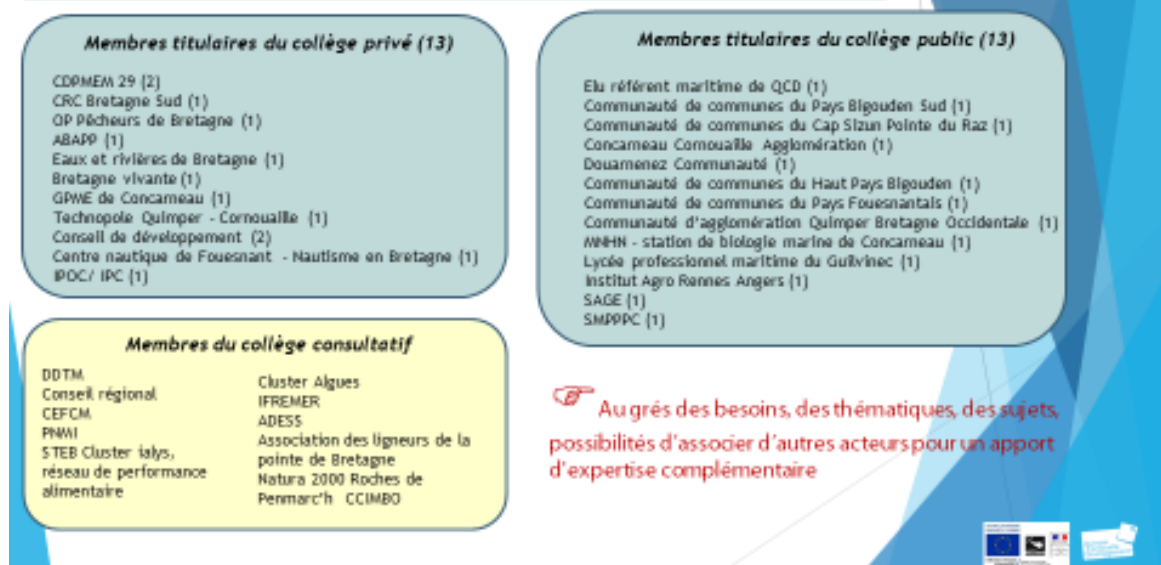 Membres titulaires du collège privé (13)
CDPMEM 29 (2)
CRC Bretagne Sud (1)
OP Pêcheurs de Bretagne (1)
ABAPP (1)
Eaux et rivières de Bretagne (1)
Bretagne vivante (1)
GPWE de Concarneau (1)
Technopole Quimper - Cornouaille (1)
Conseil de développement (2)
Centre nautique de Fouesnant - Nautisme en Bretagne (1)
IPOC/ IPC (1)
Membres titulaires du collège public (13)
Elu référent maritime de QCD (1)
Communauté de communes du Pays Bigouden Sud (1)
Communauté de communes du Cap Sizun Pointe du Raz (1)
Concarneau Cornouaille Agglomération (1)
Douarnenez Communauté (1)
Communauté de communes du Haut Pays Bigouden (1)
Communauté de communes du Pays Fouesnantais (1)
Communauté d'agglomération Quimper Bretagne Occidentale (1)
MNHN - station de biologie marine de Concarneau (1)
Lycée professionnel maritime du Guilvinec (1)
Institut Agro Rennes Angers (1)
SAGE (1)
SMPPPC (1)
Membres du collège consultatif
DDTM
Conseil régional
CEFCM
PNMI
STEB Cluster ialys,
réseau de performance
alimentaire
Cluster Algues
IFREMER
ADESS
Association des ligneurs de la
pointe de Bretagne
Natura 2000 Roches de
Penmarc'h CCIMBO
Au grés des besoins, des thématiques, des sujets,
possibilités d'associer d'autres acteurs pour un apport
d'expertise complémentaire